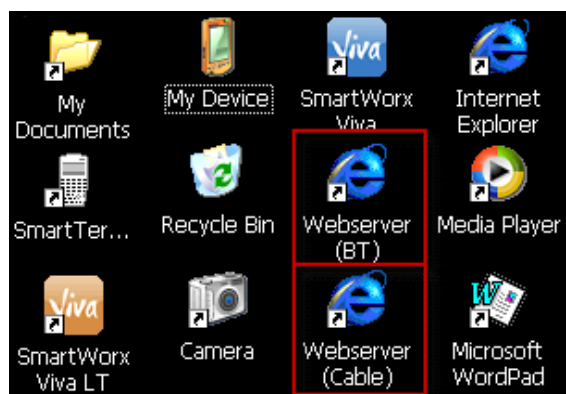 Viva
My Device
SmartWorx
Viva
Internet
Explorer
My
Documents
SmartTer...
Recycle Bin
Webserver
(BT)
Media Player
Viva
W
SmartWorx
Viva LT
Camera
Webserver
(Cable)
Microsoft
WordPad